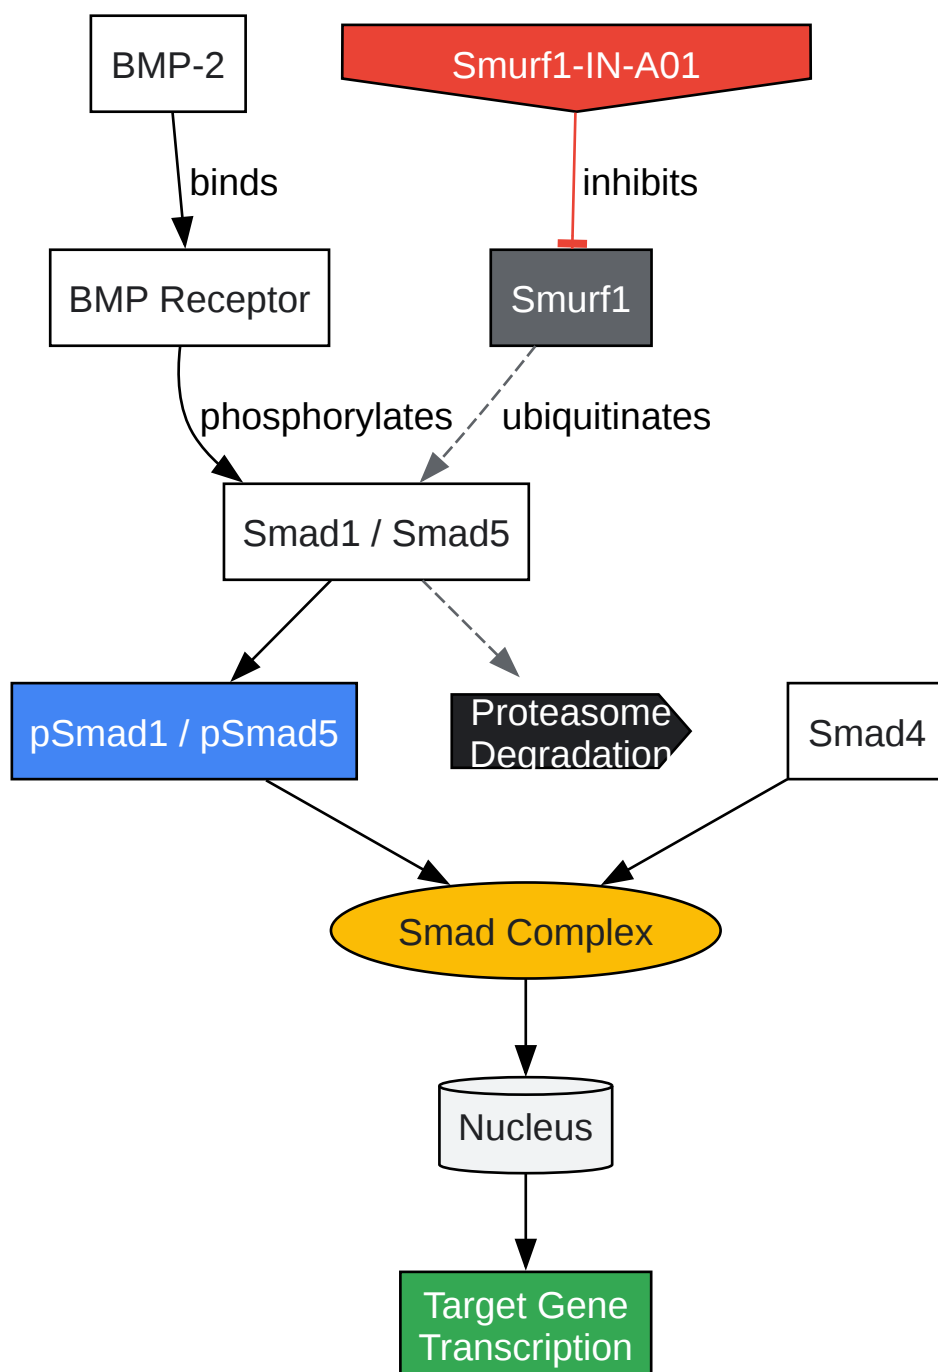 BMP-2
Smurf1-IN-A01
binds
inhibits
BMP Receptor
Smurf1
phosphorylates
ubiquitinates
Smad1 / Smad5
pSmad1 / pSmad5
Proteasome
Degradation
Smad4
Smad Complex
Nucleus
Target Gene
Transcription